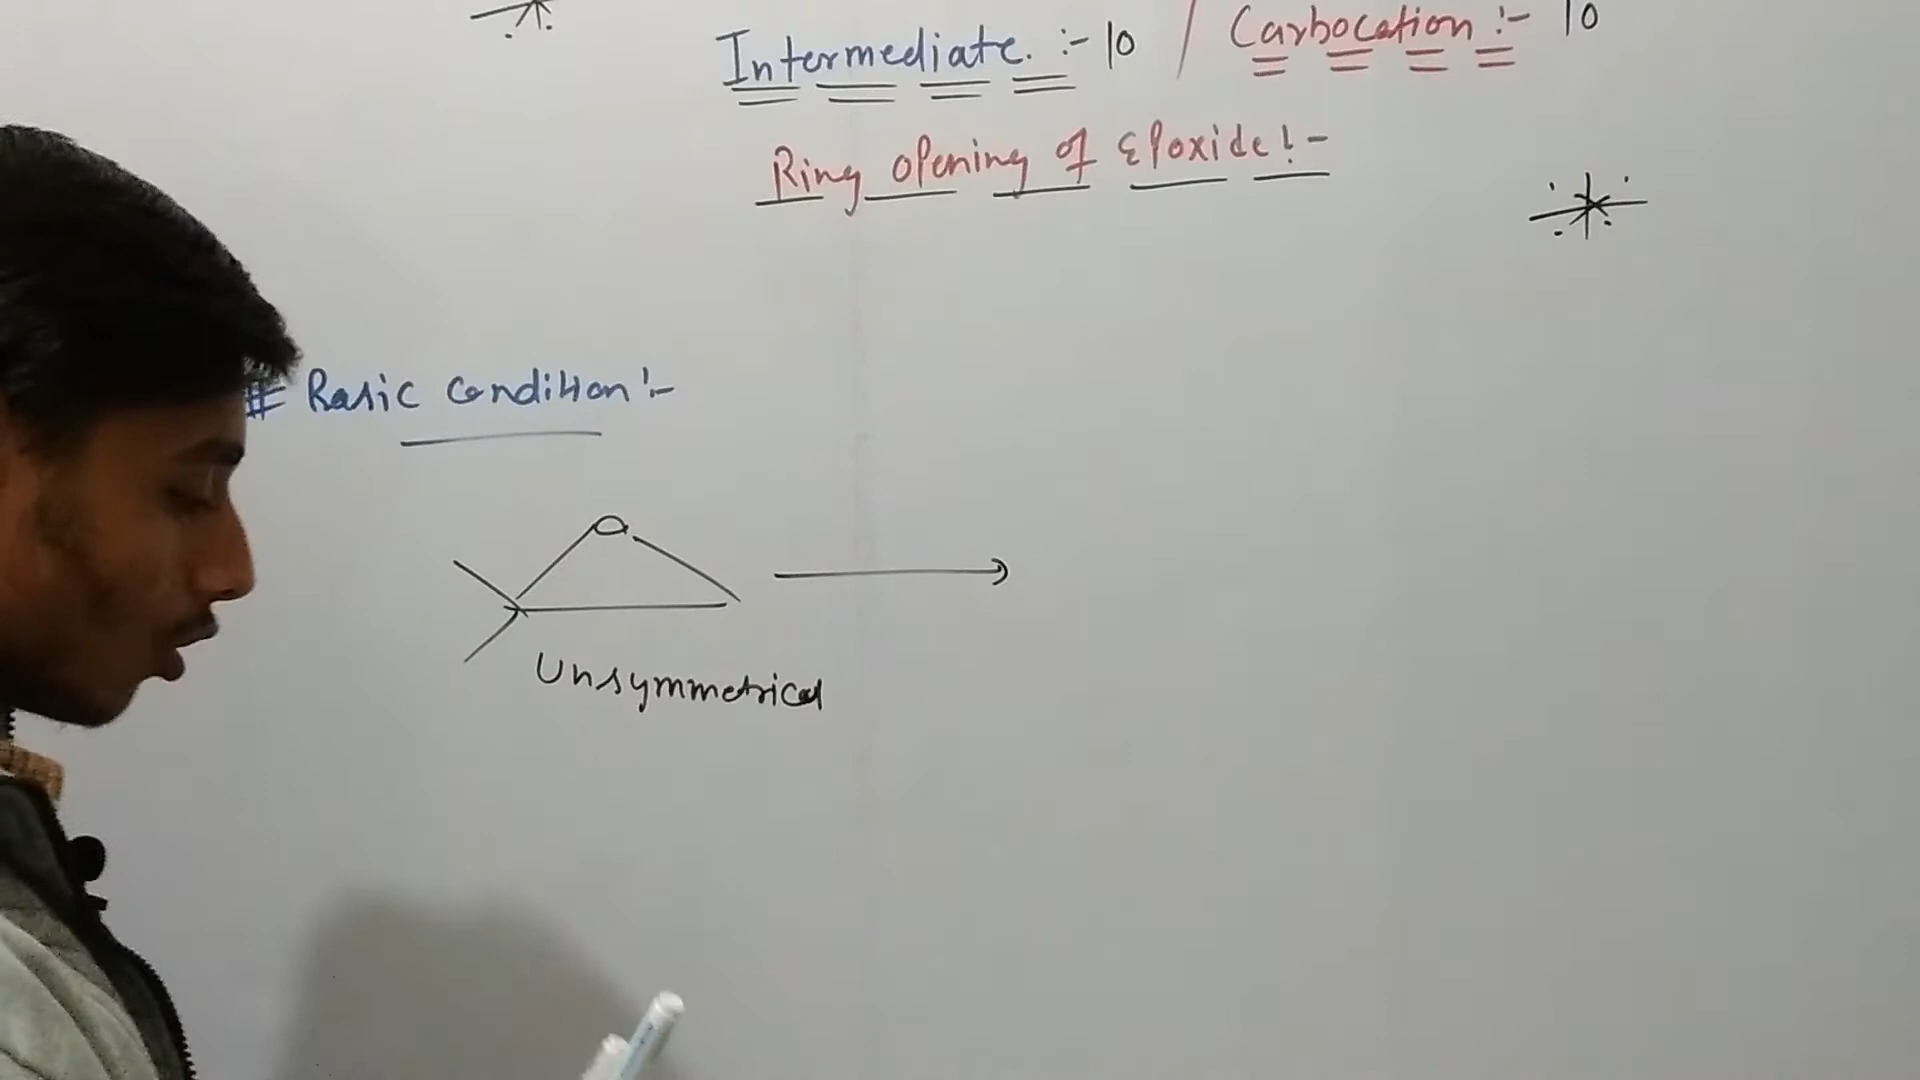 Intermediate. :- 10 / Carbocation :- 10
Ring opening of Epoxide :-
# Basic Condition :-
O
Unsymmetrical